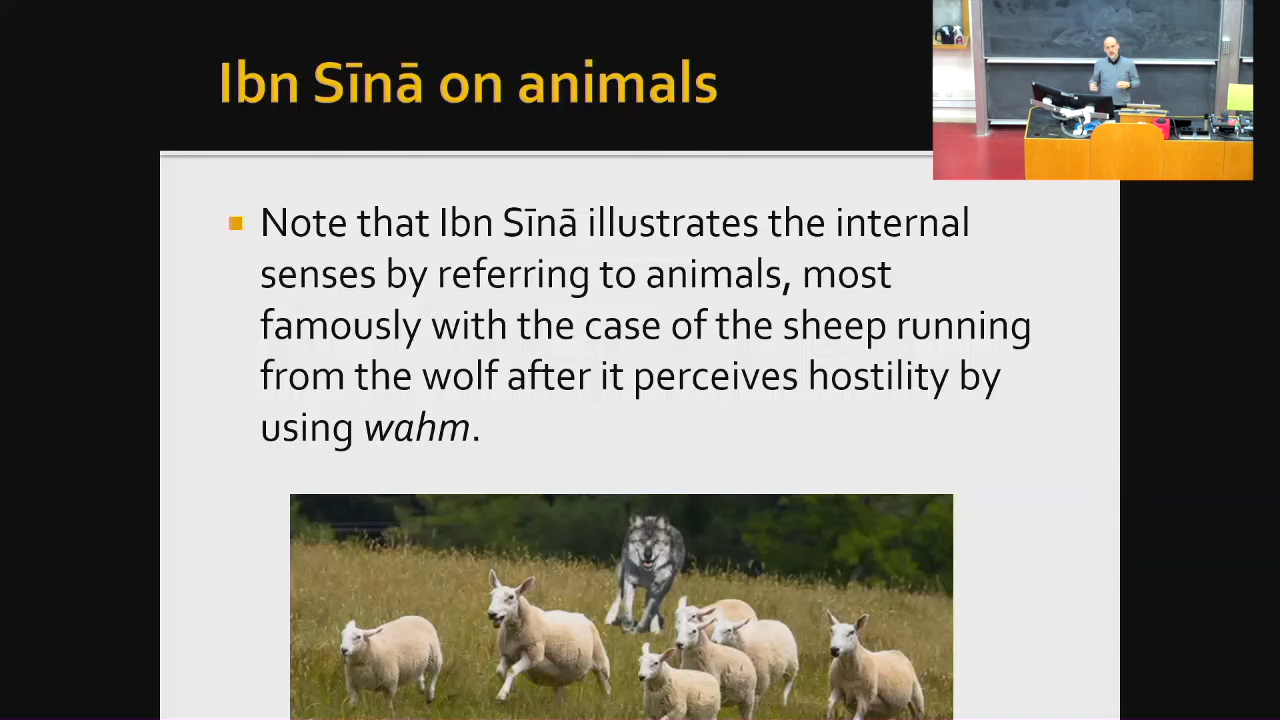 Ibn Sīnā on animals
Note that Ibn Sīnā illustrates the internal
senses by referring to animals, most
famously with the case of the sheep running
from the wolf after it perceives hostility by
using wahm.